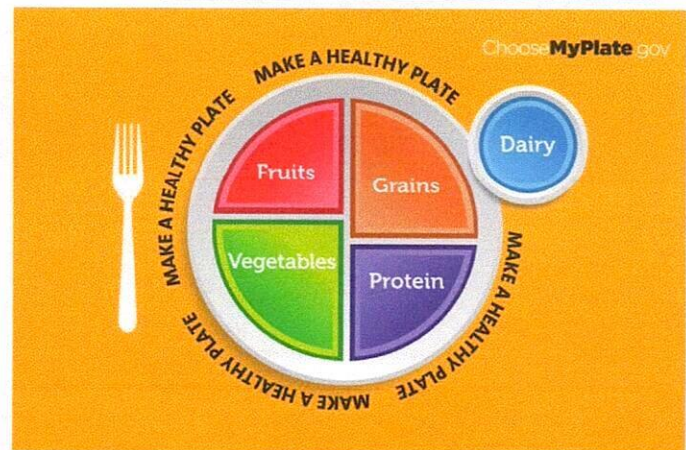 ChooseMyPlate.gov
MAKE A HEALTHY PLATE
MAKE A HEALTHY PLATE
MAKE A HEALTHY PLATE
MAKE A HEALTHY PLATE
Fruits
Grains
Dairy
Vegetables
Protein